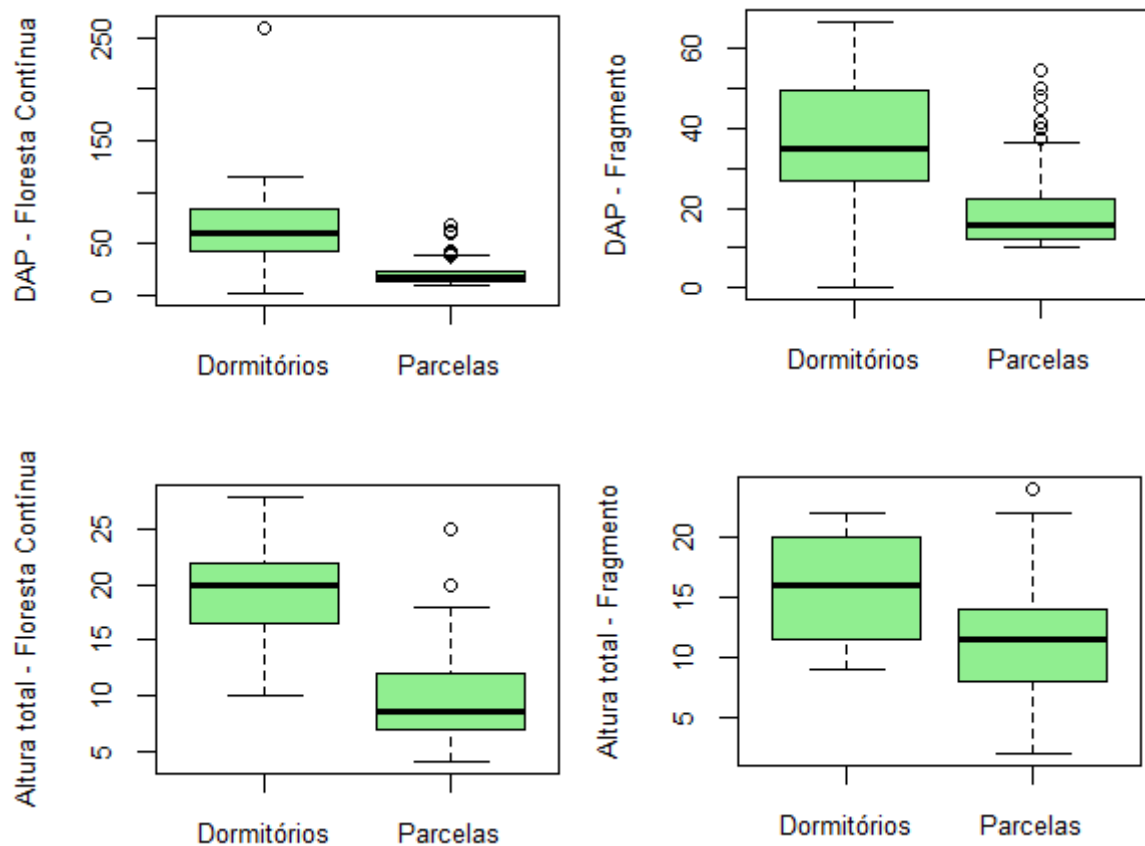 DAP - Floresta Contínua
250
150
50
0
Dormitórios Parcelas
DAP - Fragmento
60
40
20
0
Dormitórios Parcelas
Altura total - Floresta Contínua
25
20
15
10
5
Dormitórios Parcelas
Altura total - Fragmento
20
15
10
5
Dormitórios Parcelas